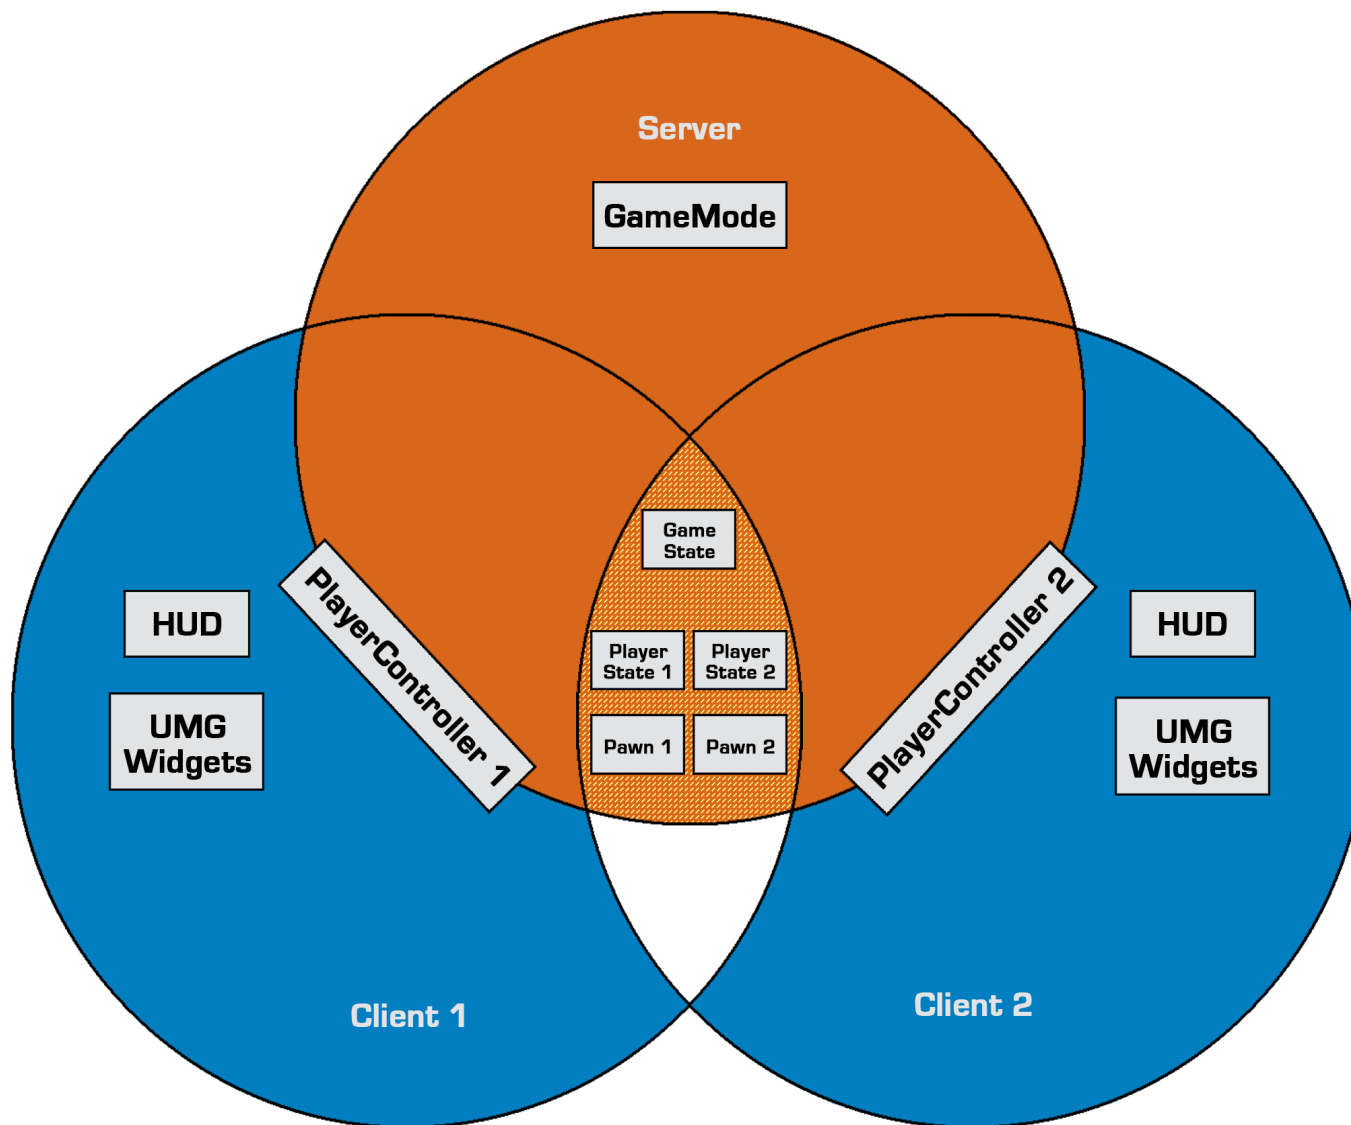 Server
GameMode
Game
State
PlayerController 1
PlayerController 2
HUD
HUD
Player
State 1
Player
State 2
UMG
Widgets
UMG
Widgets
Pawn 1
Pawn 2
Client 1
Client 2